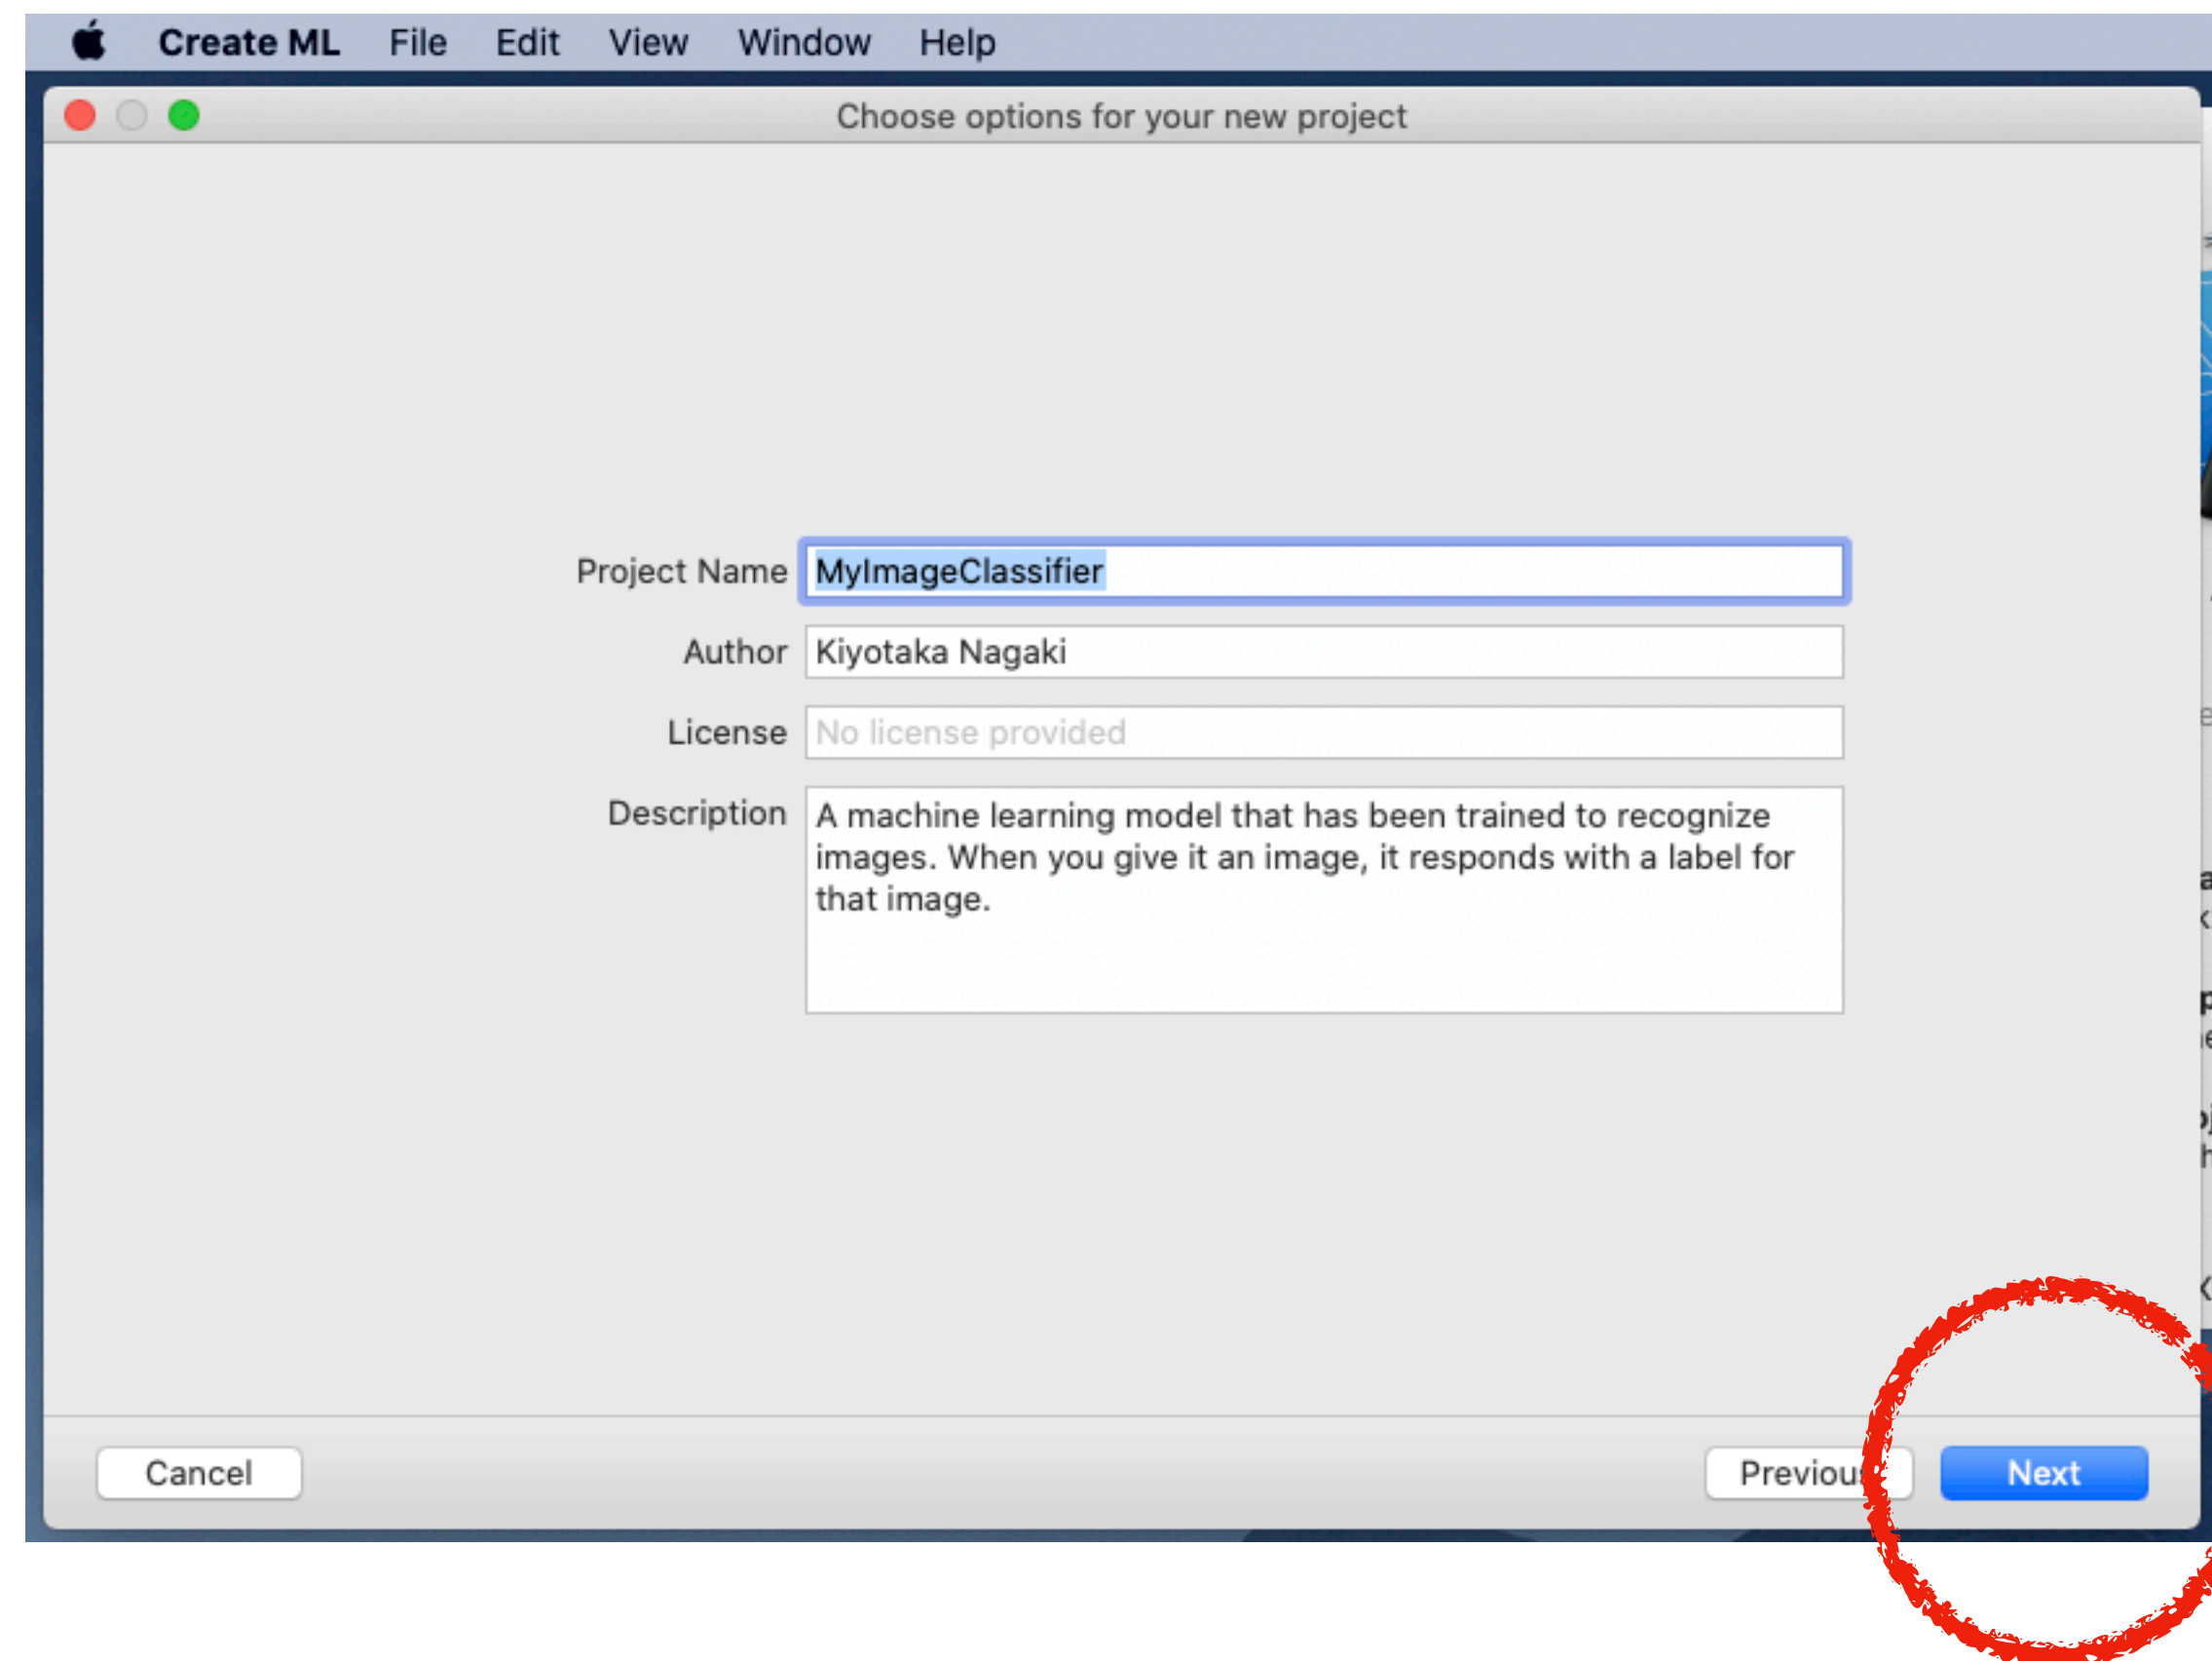 Create ML File Edit View Window Help
Choose options for your new project
Project Name MyImageClassifier
Author Kiyotaka Nagaki
License No license provided
Description A machine learning model that has been trained to recognize
images. When you give it an image, it responds with a label for
that image.
Cancel Previous Next